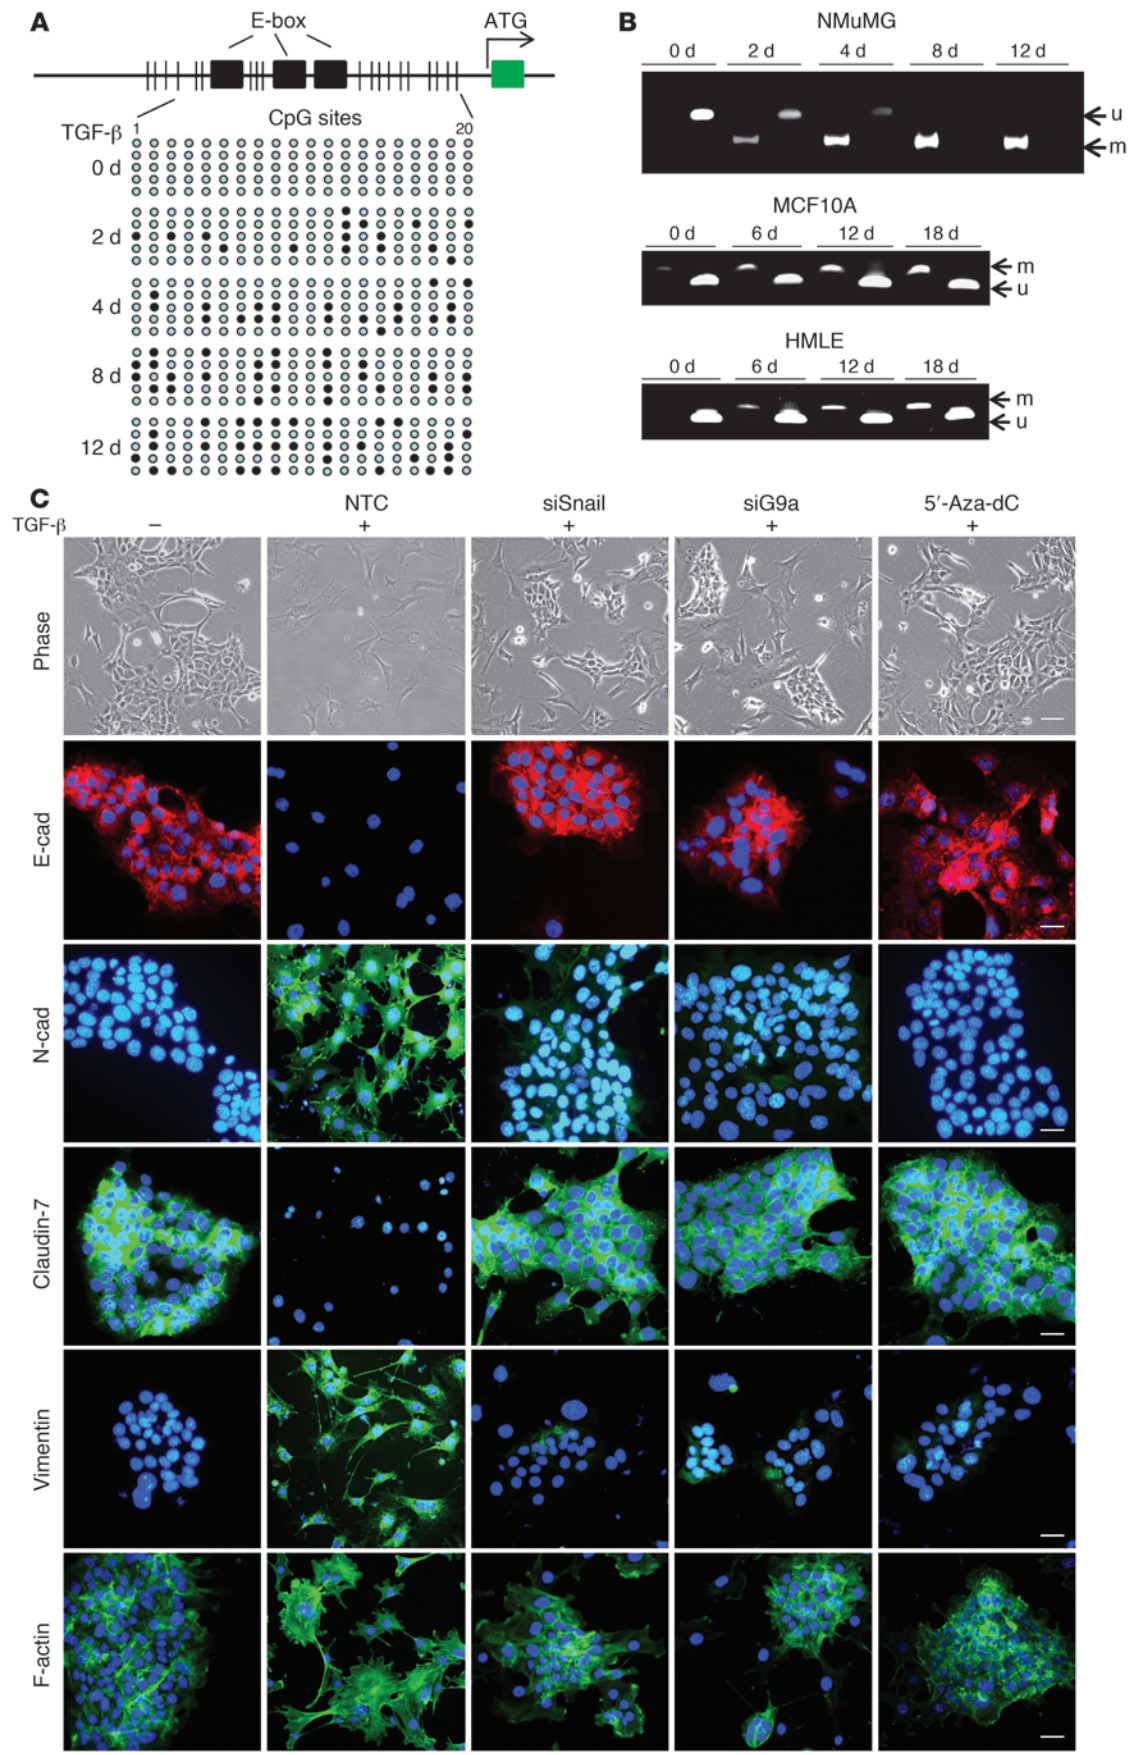 A
E-box
ATG
CpG sites
TGF-β
1
20
0 d
2 d
4 d
8 d
12 d
B
NMuMG
0 d 2 d 4 d 8 d 12 d
u
m
MCF10A
0 d 6 d 12 d 18 d
m
u
HMLE
0 d 6 d 12 d 18 d
m
u
C
NTC siSnail siG9a 5′-Aza-dC
TGF-β − + + + +
Phase
E-cad
N-cad
Claudin-7
Vimentin
F-actin